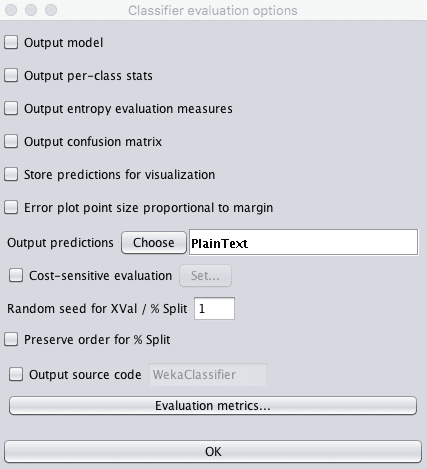 Classifier evaluation options
Output model
Output per-class stats
Output entropy evaluation measures
Output confusion matrix
Store predictions for visualization
Error plot point size proportional to margin
Output predictions Choose PlainText
Cost-sensitive evaluation Set...
Random seed for XVal / % Split 1
Preserve order for % Split
Output source code WekaClassifier
Evaluation metrics...
OK